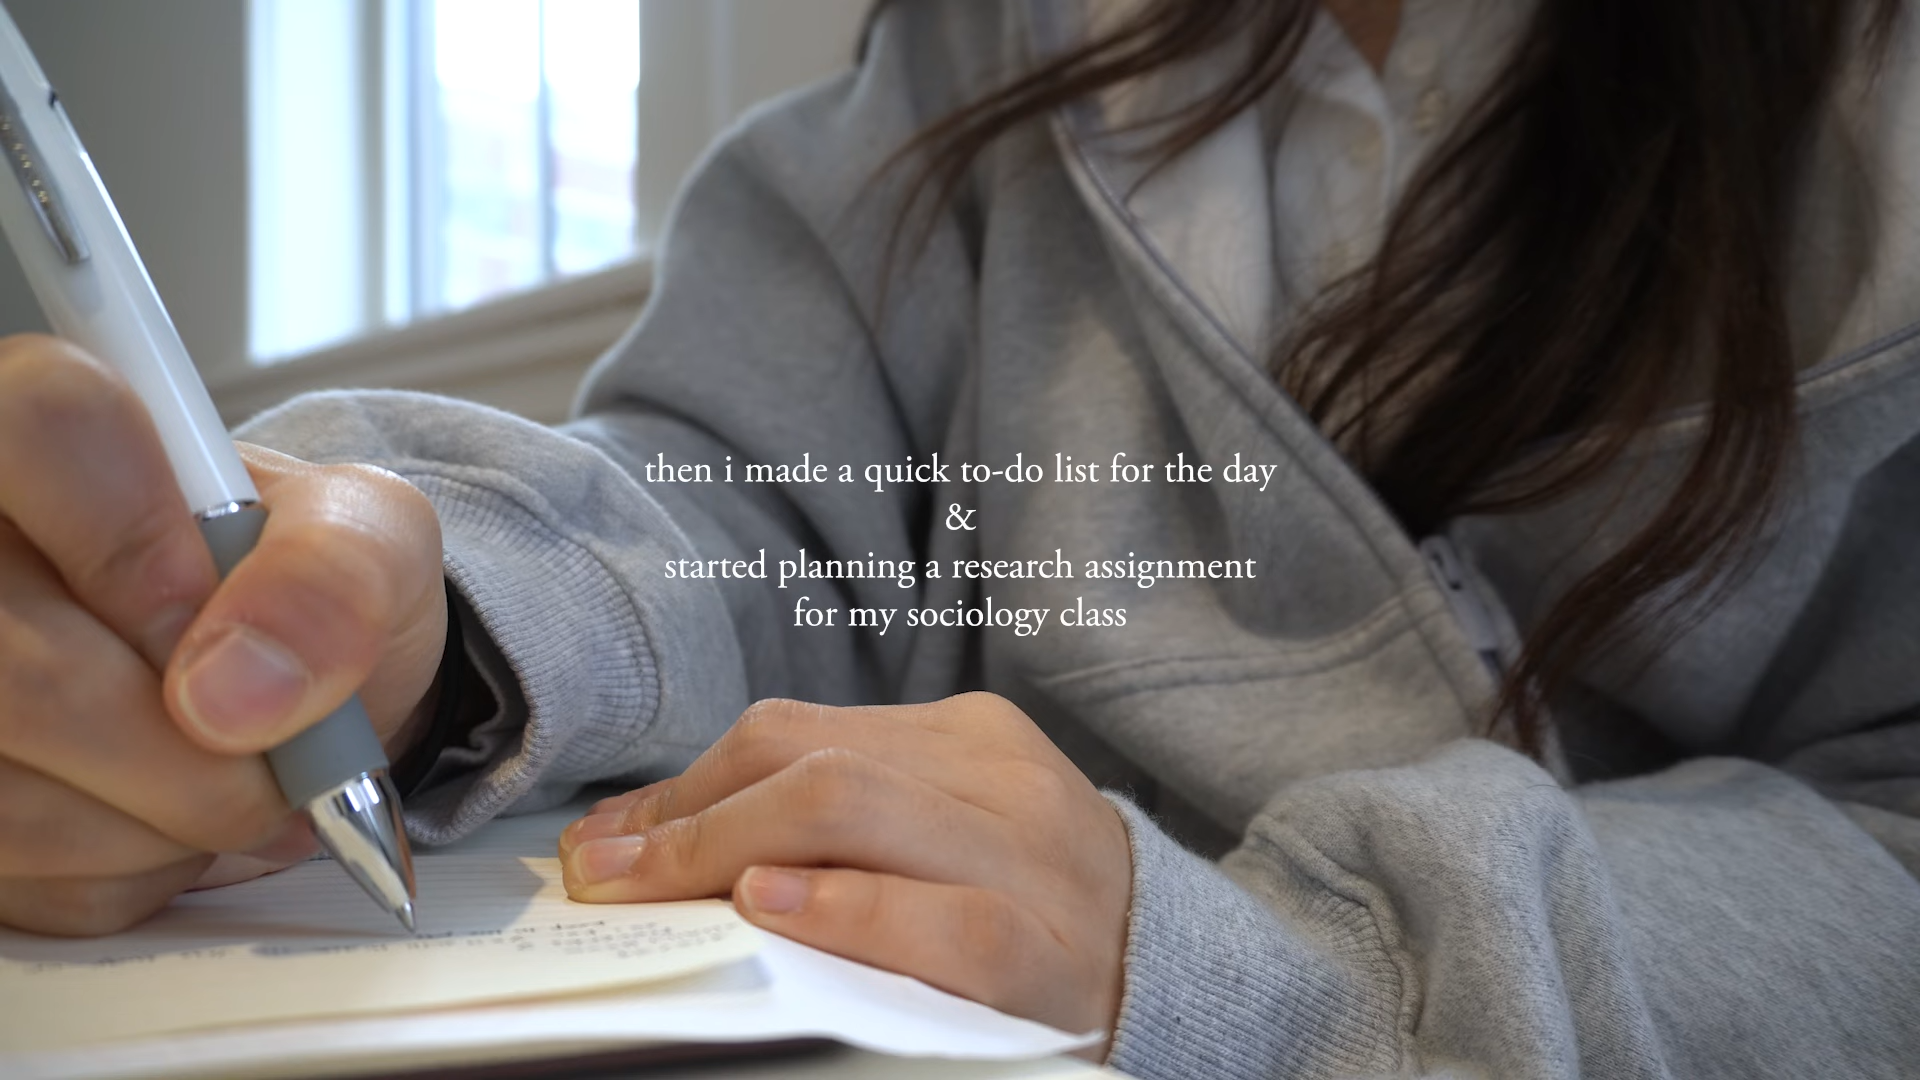 then i made a quick to-do list for the day
&
started planning a research assignment
for my sociology class